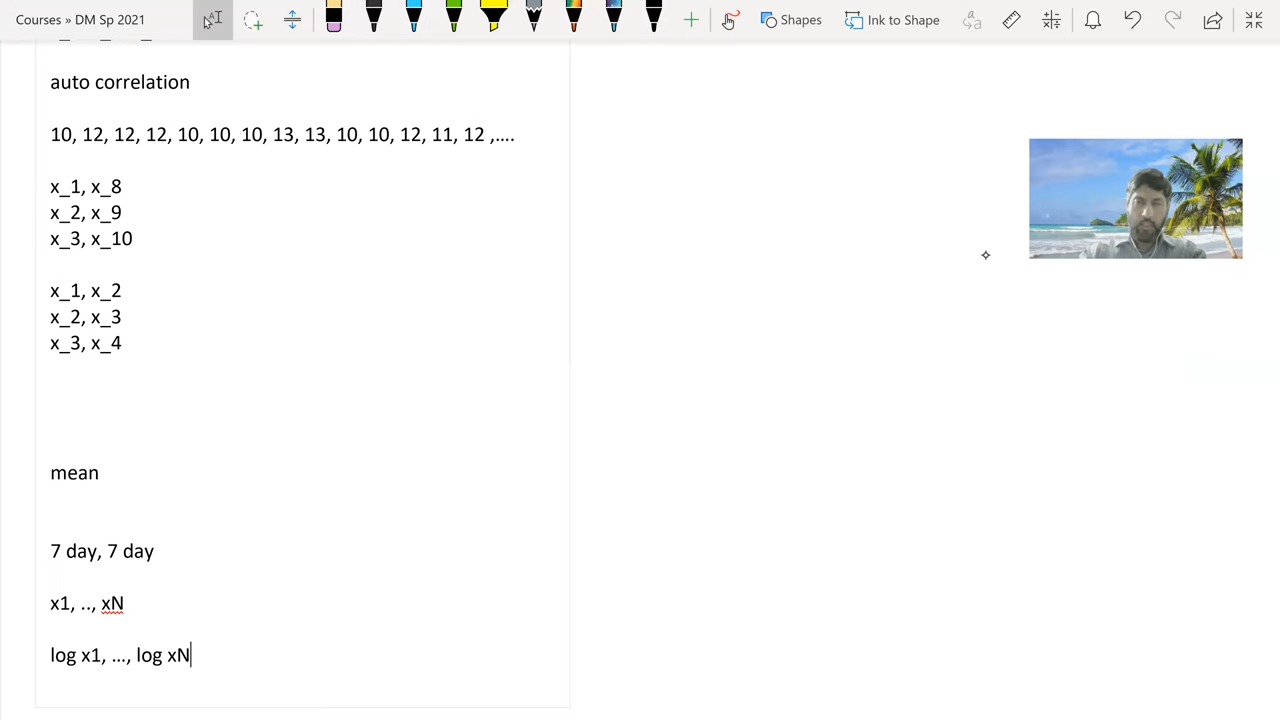 Courses » DM Sp 2021
Shapes
Ink to Shape
auto correlation
10, 12, 12, 12, 10, 10, 10, 13, 13, 10, 10, 12, 11, 12 ,....
x_1, x_8
x_2, x_9
x_3, x_10
x_1, x_2
x_2, x_3
x_3, x_4
mean
7 day, 7 day
x1, .., xN
log x1, ..., log xN